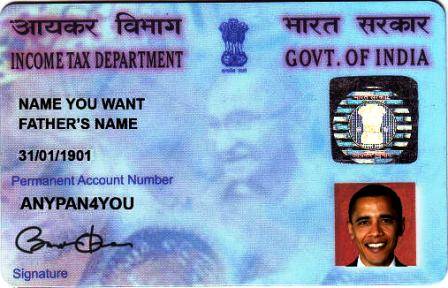 आयकर विभाग
INCOME TAX DEPARTMENT
भारत सरकार
GOVT. OF INDIA
NAME YOU WANT
FATHER'S NAME
31/01/1901
Permanent Account Number
ANYPAN4YOU
Signature